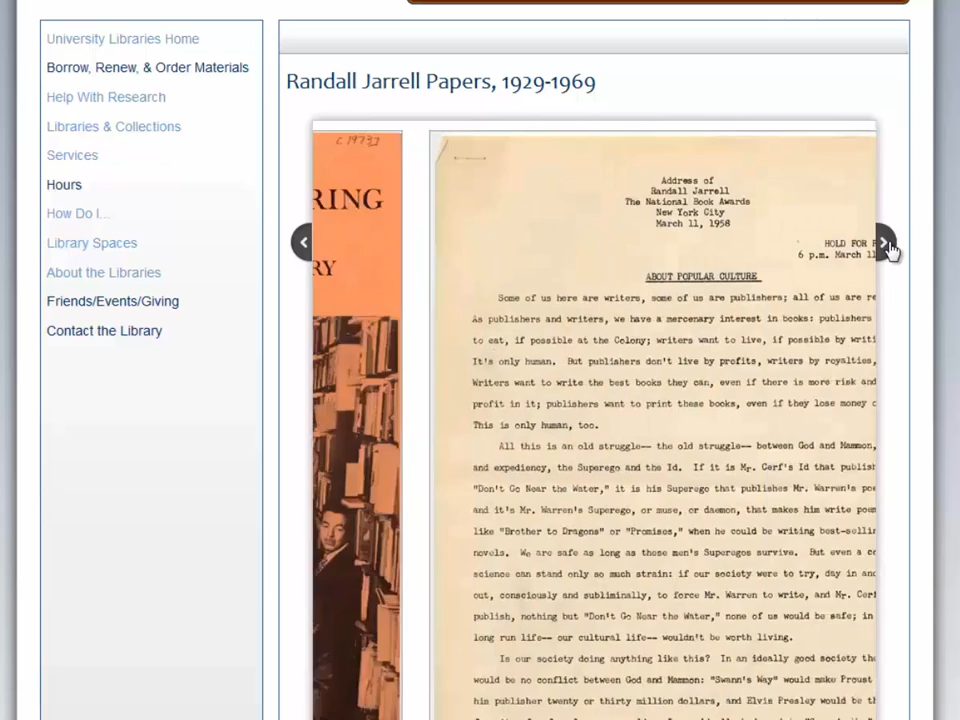 University Libraries Home
Borrow, Renew, & Order Materials
Help With Research
Libraries & Collections
Services
Hours
How Do I...
Library Spaces
About the Libraries
Friends/Events/Giving
Contact the Library
Randall Jarrell Papers, 1929-1969
C 1973
RING
RY
Address of
Randall Jarrell
The National Book Awards
New York City
March 11, 1958
HOLD FOR
6 p.m. March 11
ABOUT POPULAR CULTURE
Some of us here are writers, some of us are publishers; all of us are re
As publishers and writers, we have a mercenary interest in books: publishers
to eat, if possible at the Colony; writers want to live, if possible by writi
It's only human. But publishers don't live by profits, writers by royalties,
Writers want to write the best books they can, even if there is more risk and
profit in it; publishers want to print these books, even if they lose money
This is only human, too.
All this is an old struggle-- the old struggle-- between God and Mammon,
and expediency, the Superego and the Id. If it is Mr. Cerf's Id that publish
"Don't Go Near the Water," it is his Superego that publishes Mr. Warren's poe
and it's Mr. Warren's Superego, or muse, or daemon, that makes him write poem
like "Brother to Dragons" or "Promises," when he could be writing best-selli
novels. We are safe as long as these men's Superegos survive. But even a
science can stand only so much strain: if our society were to try, day in and
out, consciously and subliminally, to force Mr. Warren to write, and Mr. Cerf
publish, nothing but "Don't Go Near the Water," none of us would be safe; in
long run life-- our cultural life-- wouldn't be worth living.
Is our society doing anything like this? In an ideally good society the
would be no conflict between God and Mammon: "Swann's Way" would make Proust
his publisher twenty or thirty million dollars, and Elvis Presley would be